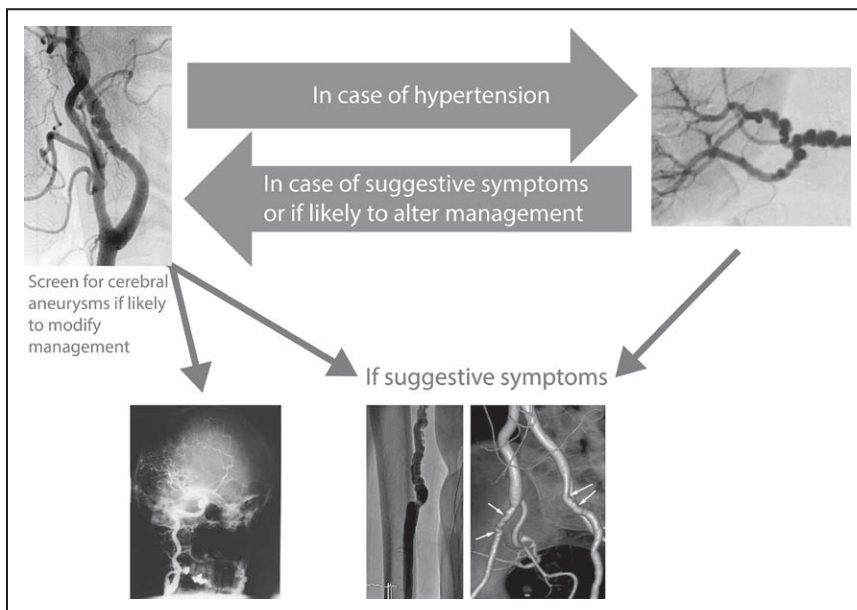 In case of hypertension
In case of suggestive symptoms
or if likely to alter management
Screen for cerebral
aneurysms if likely
to modify
management
If suggestive symptoms